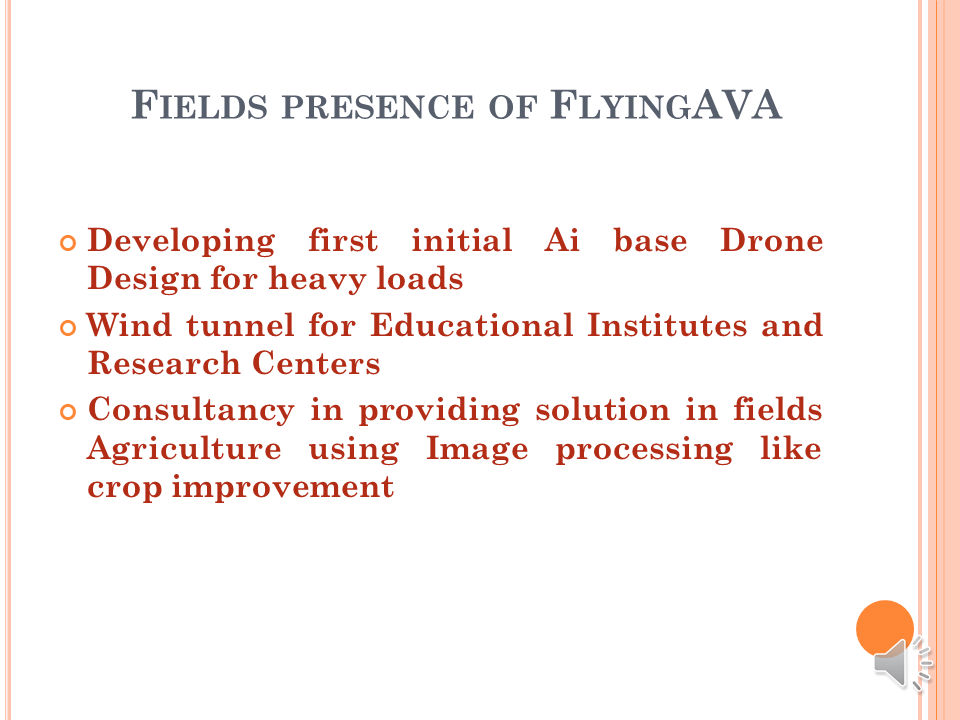 FIELDS PRESENCE OF FLYINGAVA
Developing first initial Ai base Drone
Design for heavy loads
Wind tunnel for Educational Institutes and
Research Centers
Consultancy in providing solution in fields
Agriculture using Image processing like
crop improvement